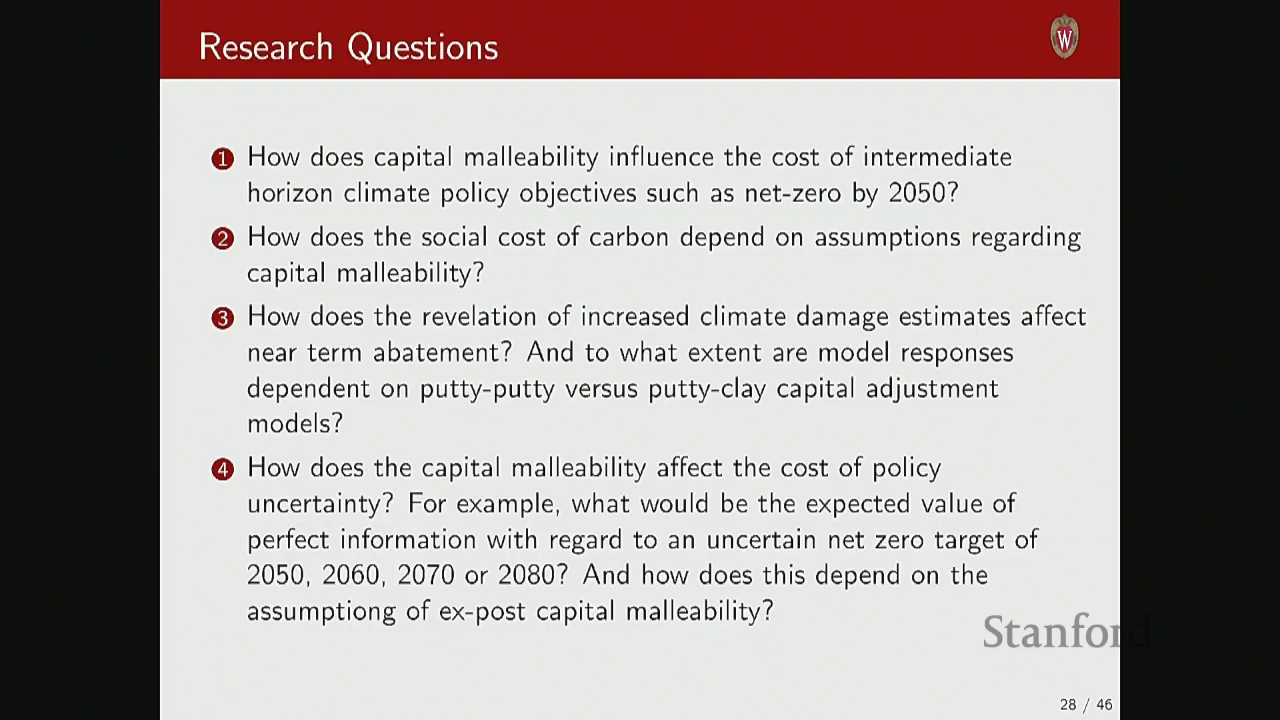 Research Questions
W
1 How does capital malleability influence the cost of intermediate
horizon climate policy objectives such as net-zero by 2050?
2 How does the social cost of carbon depend on assumptions regarding
capital malleability?
3 How does the revelation of increased climate damage estimates affect
near term abatement? And to what extent are model responses
dependent on putty-putty versus putty-clay capital adjustment
models?
4 How does the capital malleability affect the cost of policy
uncertainty? For example, what would be the expected value of
perfect information with regard to an uncertain net zero target of
2050, 2060, 2070 or 2080? And how does this depend on the
assumptiong of ex-post capital malleability?
Stanford
28 / 46